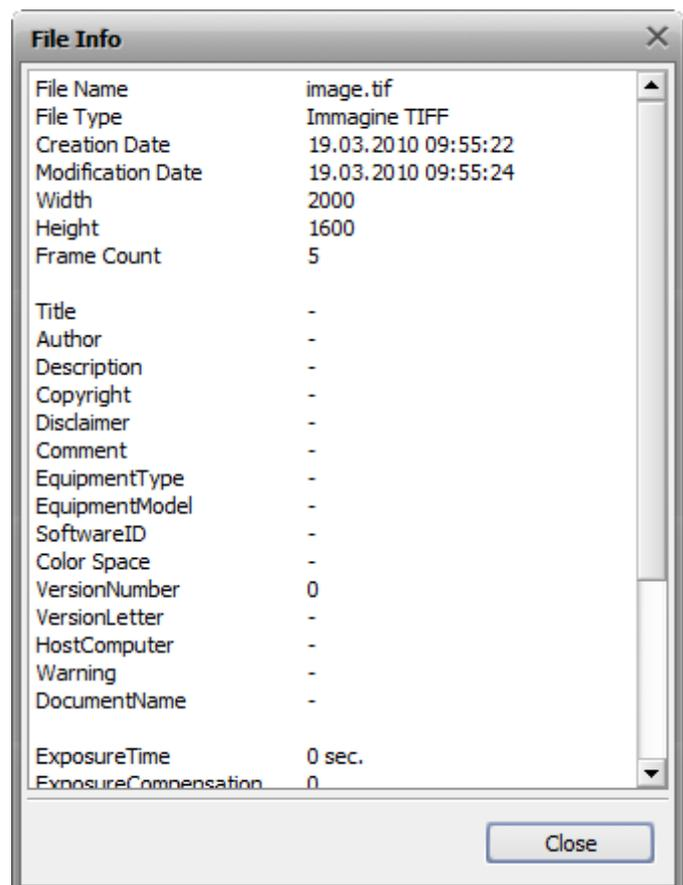 File Info
File Name image.tif
File Type Immagine TIFF
Creation Date 19.03.2010 09:55:22
Modification Date 19.03.2010 09:55:24
Width 2000
Height 1600
Frame Count 5
Title -
Author -
Description -
Copyright -
Disclaimer -
Comment -
EquipmentType -
EquipmentModel -
SoftwareID -
Color Space -
VersionNumber 0
VersionLetter -
HostComputer -
Warning -
DocumentName -
ExposureTime 0 sec.
ExposureCompensation 0
Close